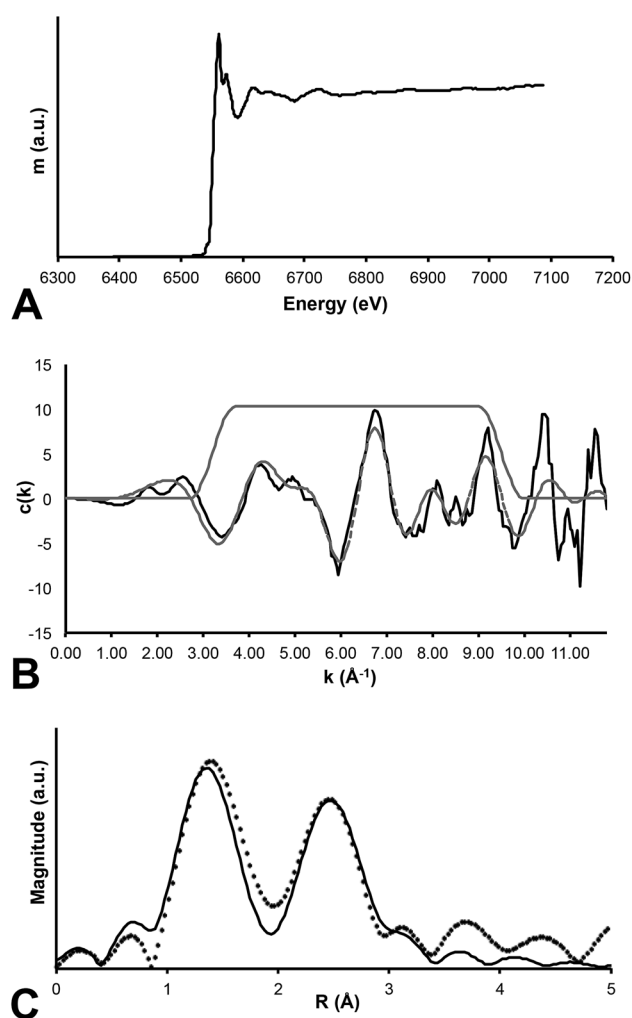 m (a.u.)
6300 6400 6500 6600 6700 6800 6900 7000 7100 7200
Energy (eV)
A
15
10
5
0
-5
-10
-15
c(k)
0.00 1.00 2.00 3.00 4.00 5.00 6.00 7.00 8.00 9.00 10.00 11.00
k (Å-1)
B
Magnitude (a.u.)
0 1 2 3 4 5
R (Å)
C